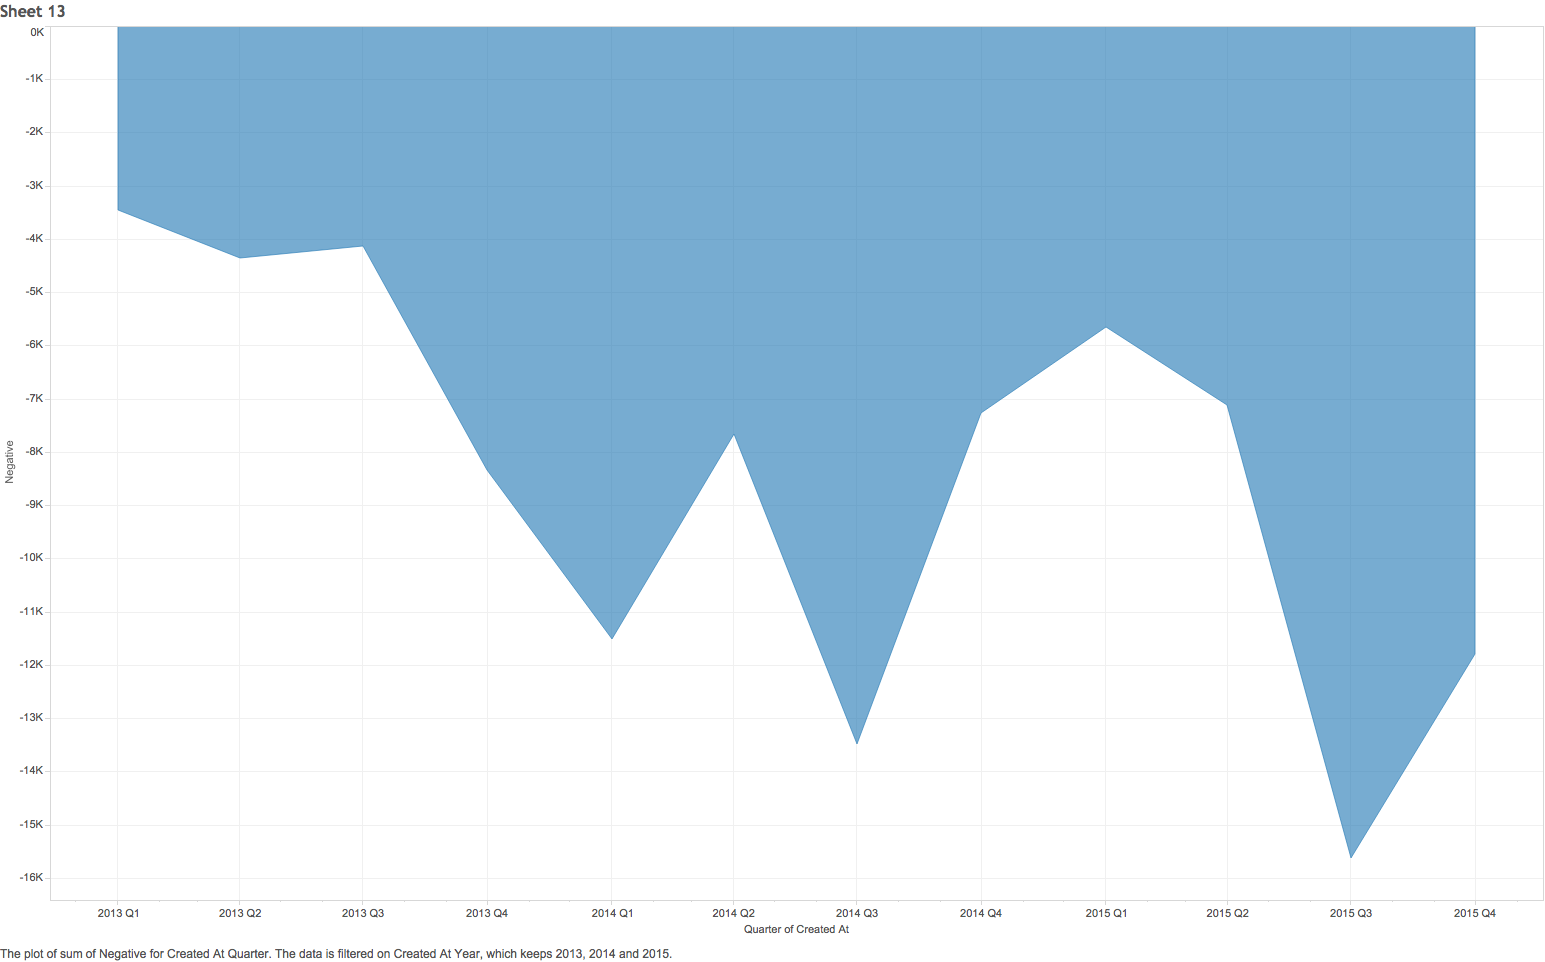 Sheet 13
0K
-1K
-2K
-3K
-4K
-5K
-6K
-7K
-8K
-9K
-10K
-11K
-12K
-13K
-14K
-15K
-16K
Negative
2013 Q1 2013 Q2 2013 Q3 2013 Q4 2014 Q1 2014 Q2 2014 Q3 2014 Q4 2015 Q1 2015 Q2 2015 Q3 2015 Q4
Quarter of Created At
The plot of sum of Negative for Created At Quarter. The data is filtered on Created At Year, which keeps 2013, 2014 and 2015.